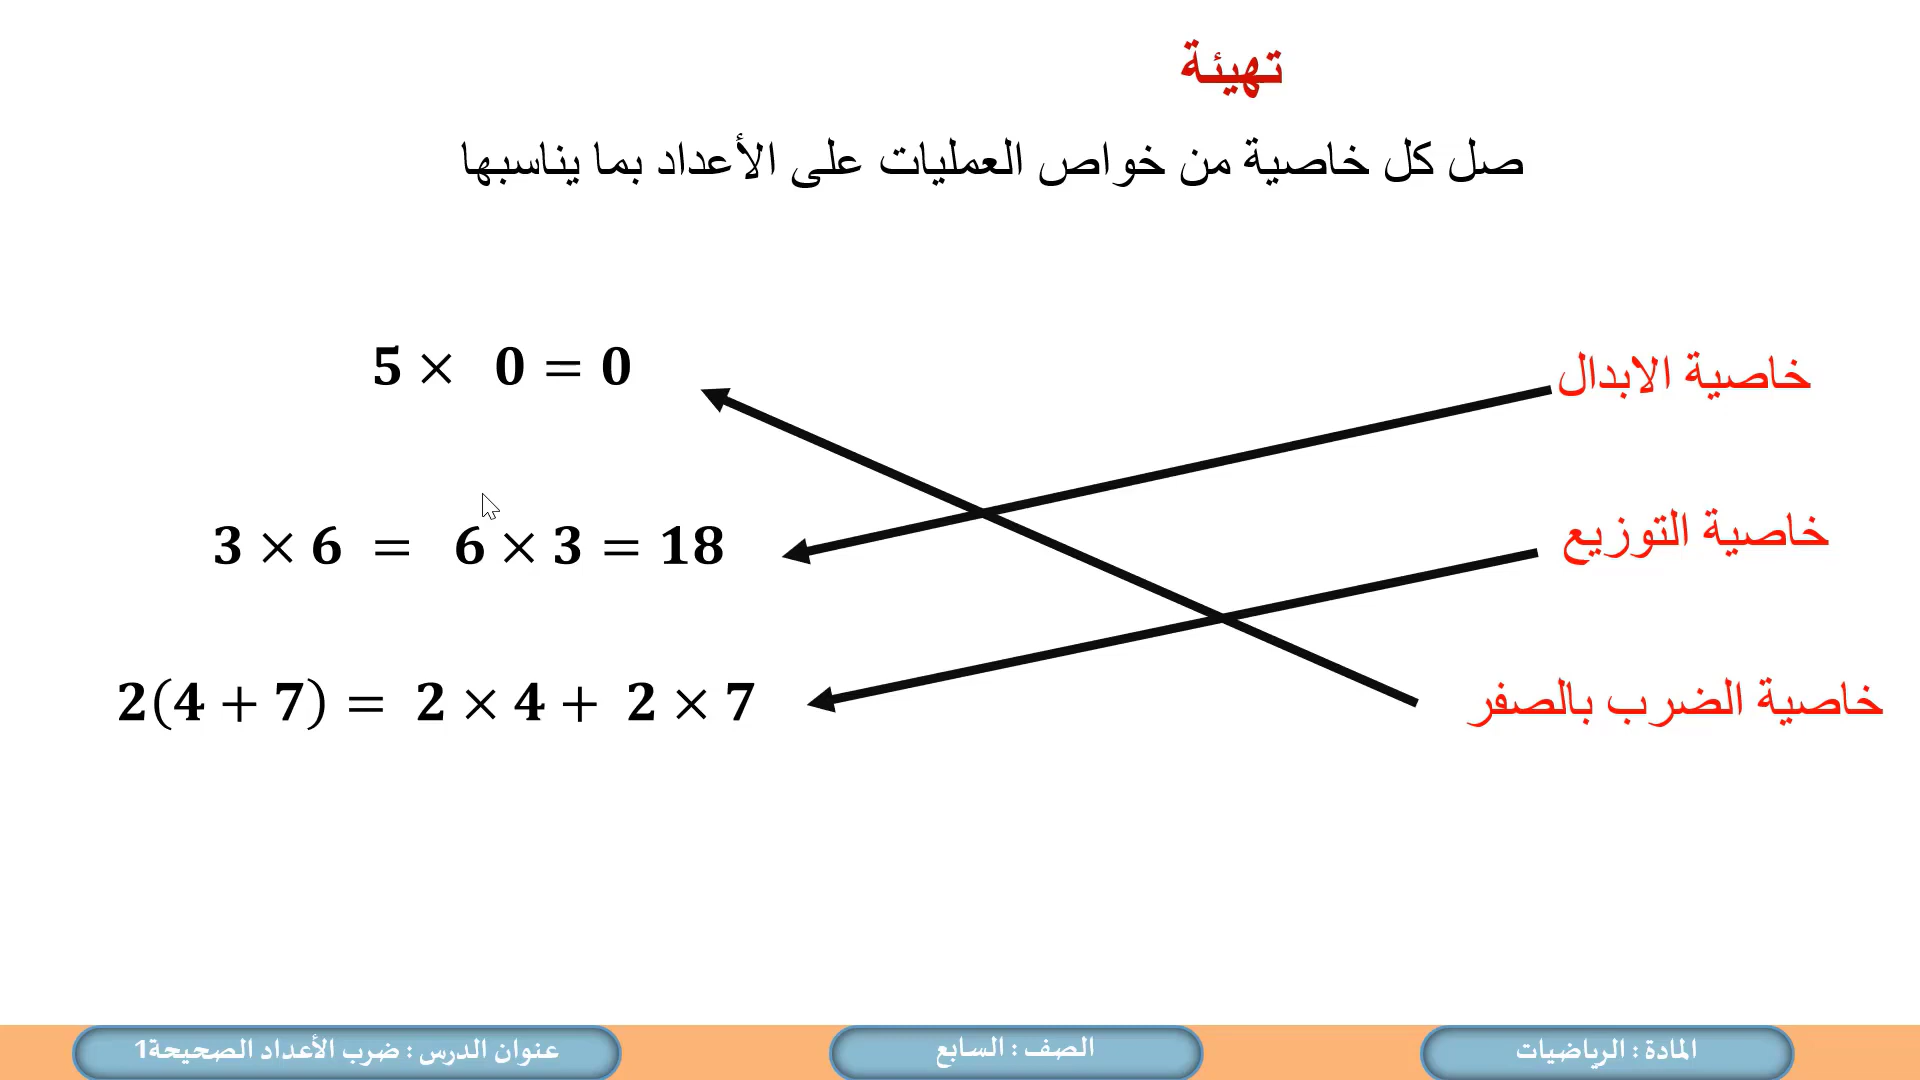 تهيئة
صل كل خاصية من خواص العمليات على الأعداد بما يناسبها
خاصية الابدال
5 × 0 = 0
خاصية التوزيع
3 × 6 = 6 × 3 = 18
خاصية الضرب بالصفر
2(4 + 7) = 2 × 4 + 2 × 7
المادة : الرياضيات
الصف : السابع
عنوان الدرس : ضرب الأعداد الصحيحة1